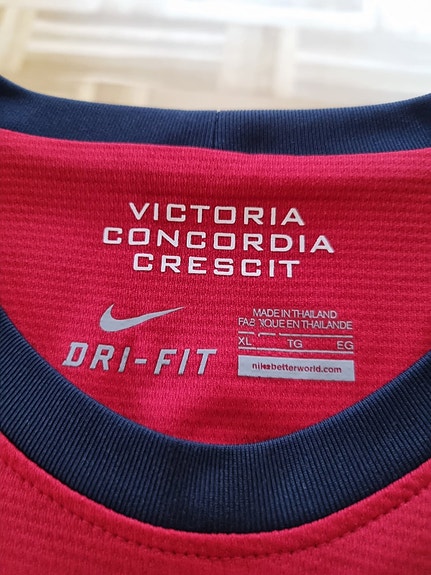 VICTORIA
CONCORDIA
CRESCIT
DRI-FIT
MADE IN THAILAND
EN THAILANDE
XL TG EG
nikebetterworld.com